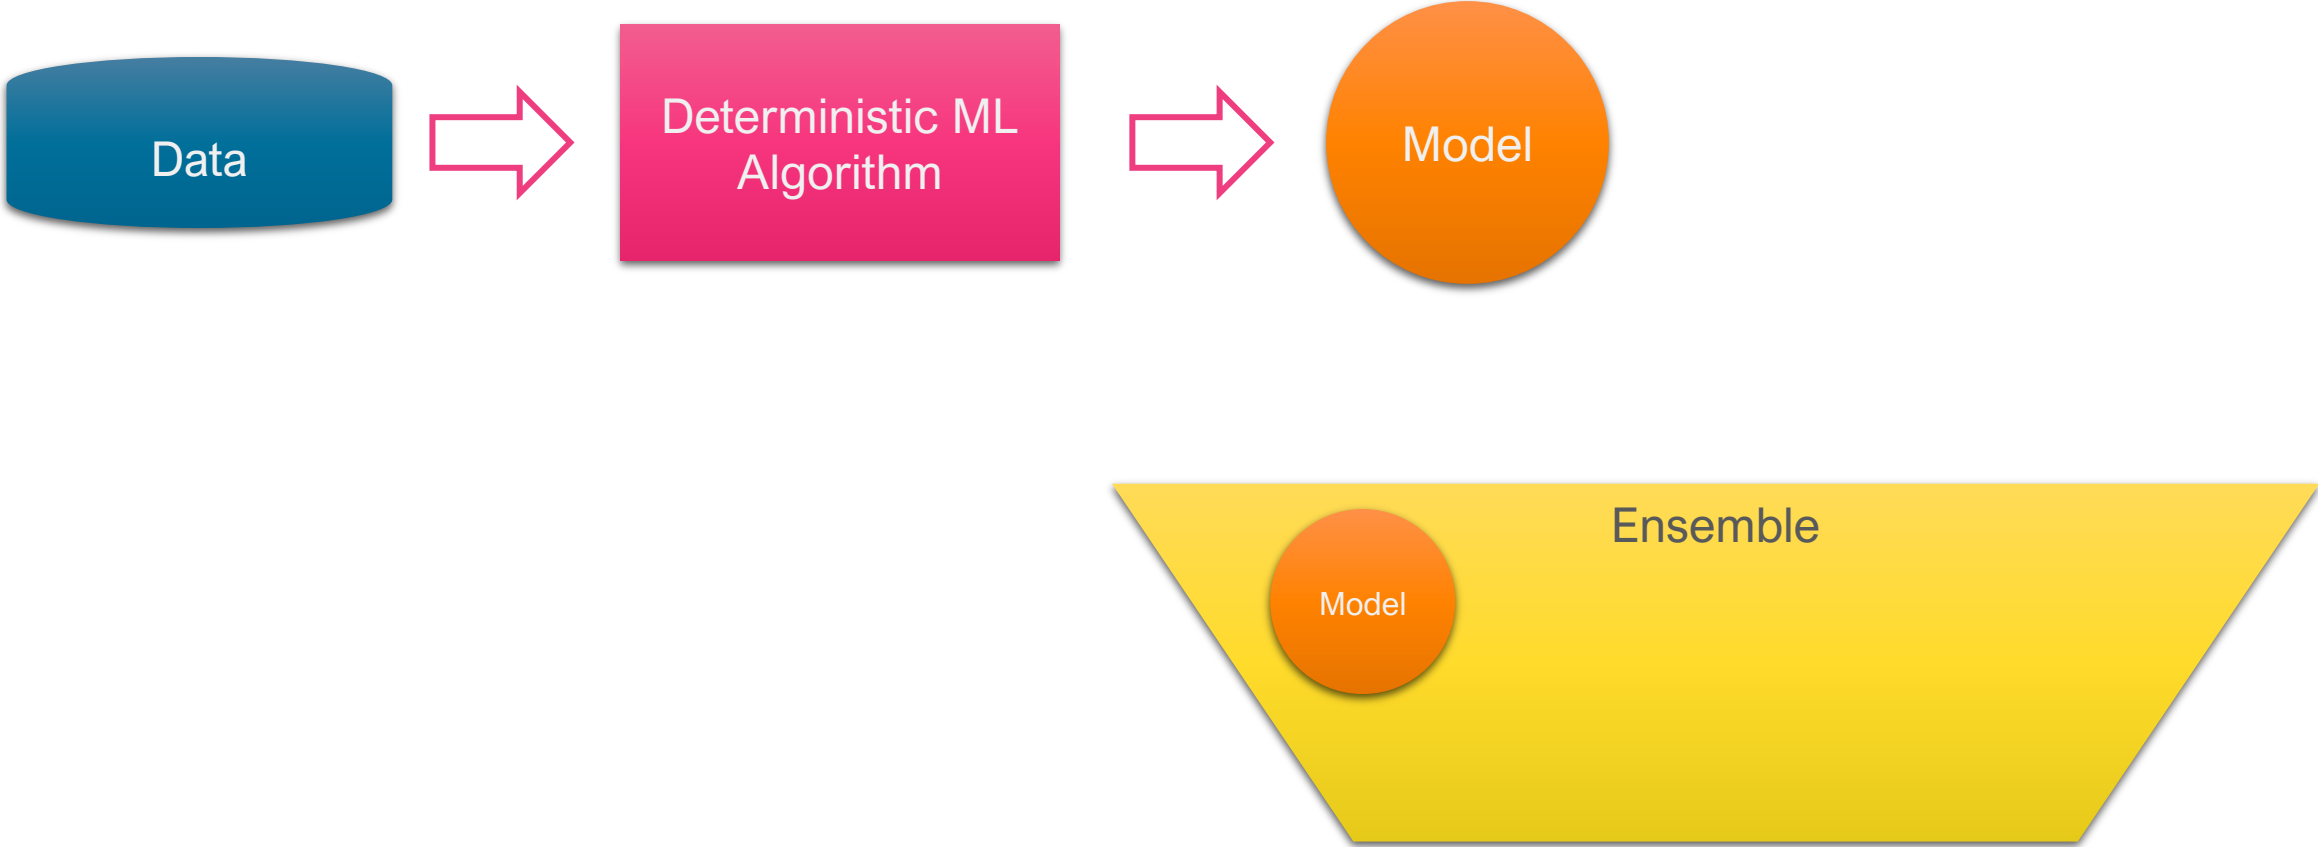 Data
Deterministic ML
Algorithm
Model
Ensemble
Model